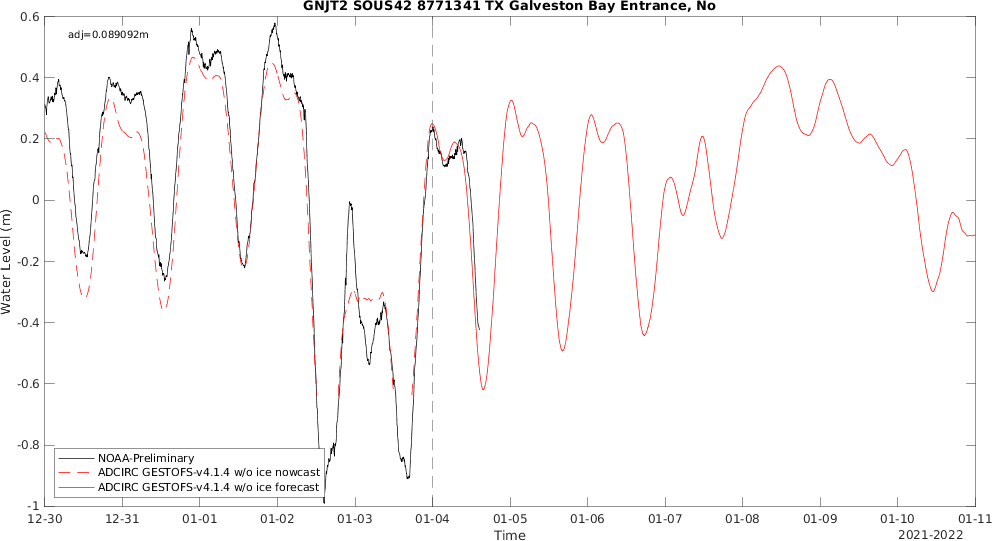 GNJT2 SOUS42 8771341 TX Galveston Bay Entrance, No
adj=0.089092m
0.6
0.4
0.2
0
-0.2
-0.4
-0.6
-0.8
-1
Water Level (m)
NOAA-Preliminary
ADCIRC GESTOFS-v4.1.4 w/o ice nowcast
ADCIRC GESTOFS-v4.1.4 w/o ice forecast
12-30 12-31 01-01 01-02 01-03 01-04 01-05 01-06 01-07 01-08 01-09 01-10 01-11
Time
2021-2022